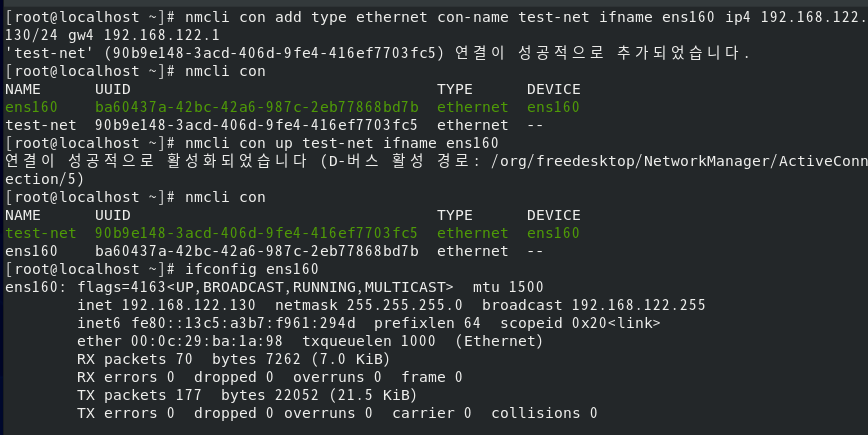 [root@localhost ~]# nmcli con add type ethernet con-name test-net ifname ens160 ip4 192.168.122.
130/24 gw4 192.168.122.1
'test-net' (90b9e148-3acd-406d-9fe4-416ef7703fc5) 연결이 성공적으로 추가되었습니다.
[root@localhost ~]# nmcli con
NAME      UUID                                  TYPE      DEVICE
ens160    ba60437a-42bc-42a6-987c-2eb77868bd7b  ethernet  ens160
test-net  90b9e148-3acd-406d-9fe4-416ef7703fc5  ethernet  --
[root@localhost ~]# nmcli con up test-net ifname ens160
연결이 성공적으로 활성화되었습니다 (D-버스 활성 경로: /org/freedesktop/NetworkManager/ActiveConn
ection/5)
[root@localhost ~]# nmcli con
NAME      UUID                                  TYPE      DEVICE
test-net  90b9e148-3acd-406d-9fe4-416ef7703fc5  ethernet  ens160
ens160    ba60437a-42bc-42a6-987c-2eb77868bd7b  ethernet  --
[root@localhost ~]# ifconfig ens160
ens160: flags=4163<UP,BROADCAST,RUNNING,MULTICAST>  mtu 1500
        inet 192.168.122.130  netmask 255.255.255.0  broadcast 192.168.122.255
        inet6 fe80::13c5:a3b7:f961:294d  prefixlen 64  scopeid 0x20<link>
        ether 00:0c:29:ba:1a:98  txqueuelen 1000  (Ethernet)
        RX packets 70  bytes 7262 (7.0 KiB)
        RX errors 0  dropped 0  overruns 0  frame 0
        TX packets 177  bytes 22052 (21.5 KiB)
        TX errors 0  dropped 0 overruns 0  carrier 0  collisions 0